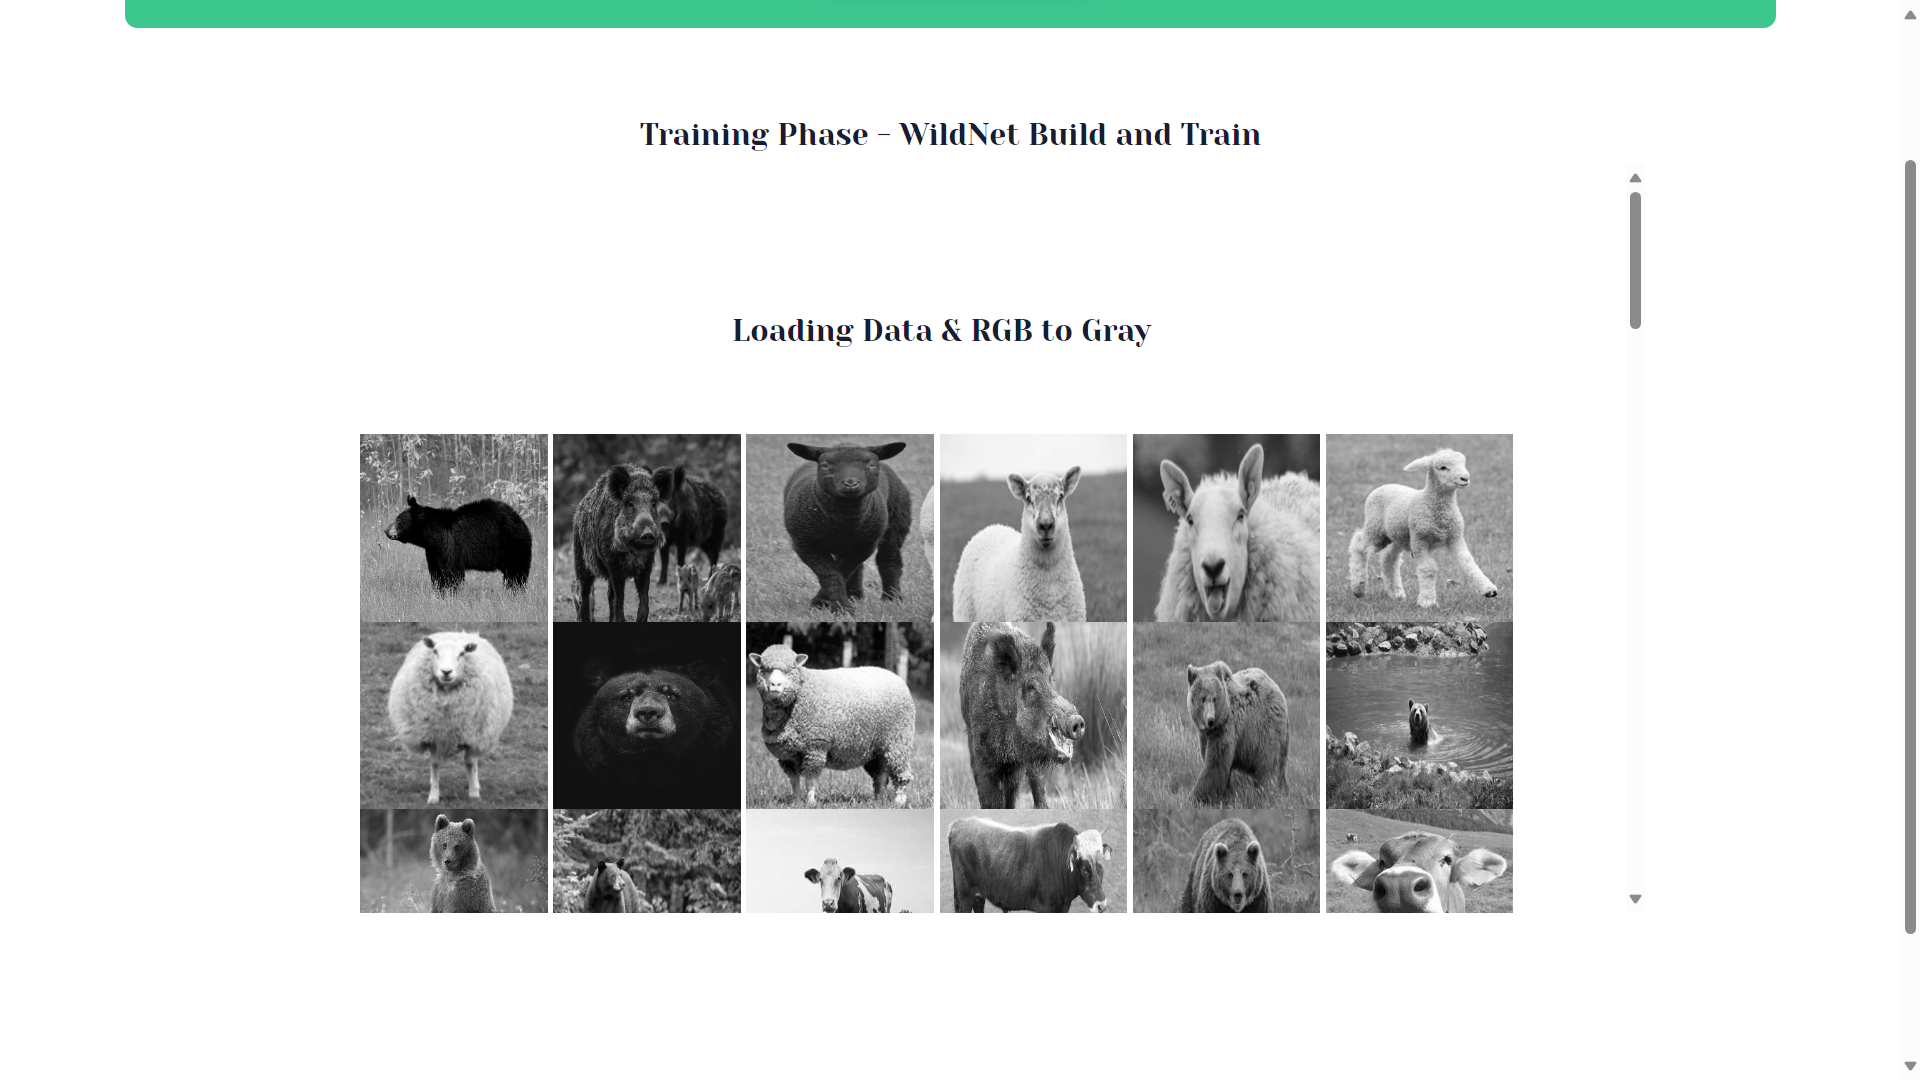 Training Phase - WildNet Build and Train
Loading Data & RGB to Gray